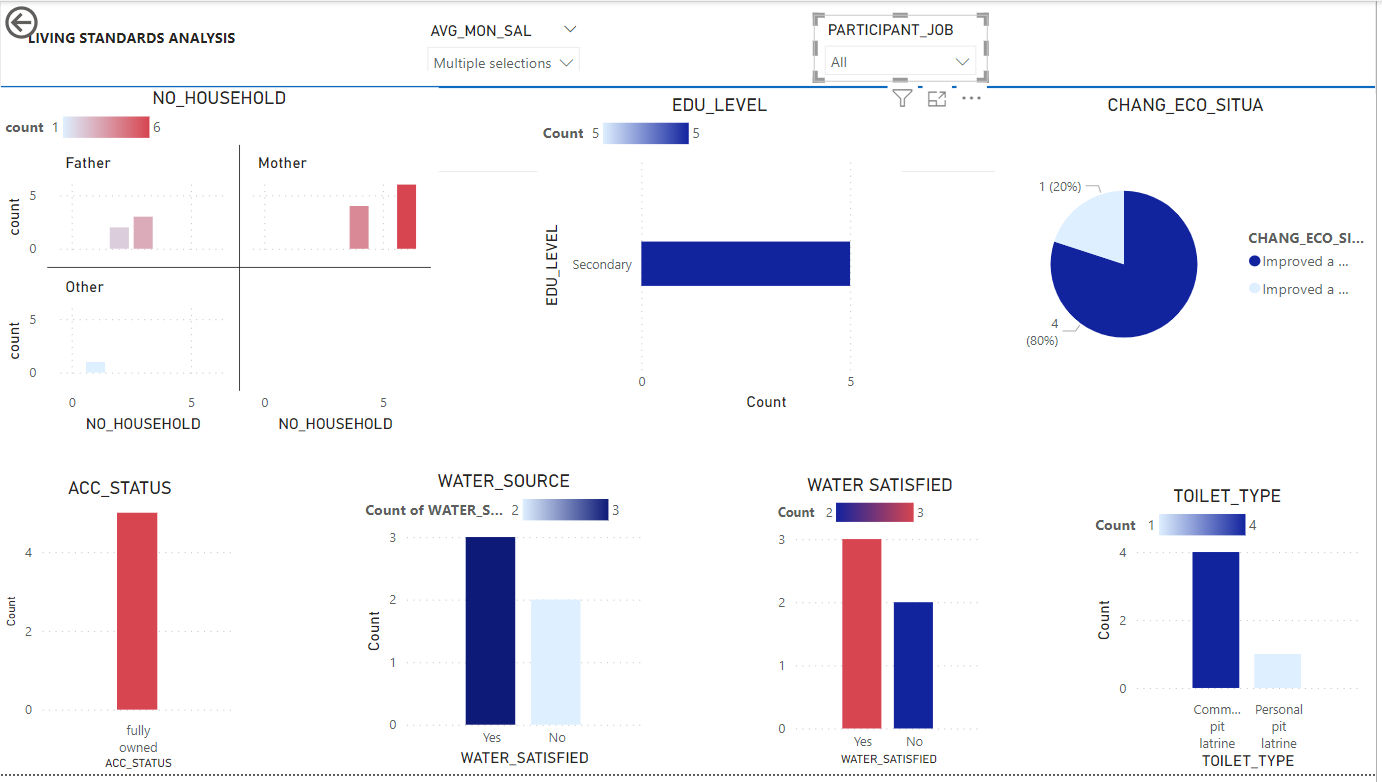 LIVING STANDARDS ANALYSIS
AVG_MON_SAL
Multiple selections
PARTICIPANT_JOB
All
NO_HOUSEHOLD
count 1 6
Father
Mother
count
5
0
Other
count
5
0
0 5
0 5
NO_HOUSEHOLD
NO_HOUSEHOLD
EDU_LEVEL
Count 5 5
EDU_LEVEL
Secondary
0 5
Count
CHANG_ECO_SITUA
1 (20%)
4
(80%)
CHANG_ECO_SI...
Improved a ...
Improved a ...
ACC_STATUS
Count
4
2
0
fully
owned
ACC_STATUS
WATER_SOURCE
Count of WATER_S... 2 3
Count
3
2
1
0
Yes No
WATER_SATISFIED
WATER SATISFIED
Count 2 3
3
2
1
0
Yes No
WATER_SATISFIED
TOILET_TYPE
Count 1 4
Count
4
2
0
Comm...
pit
latrine
Personal
pit
latrine
TOILET_TYPE